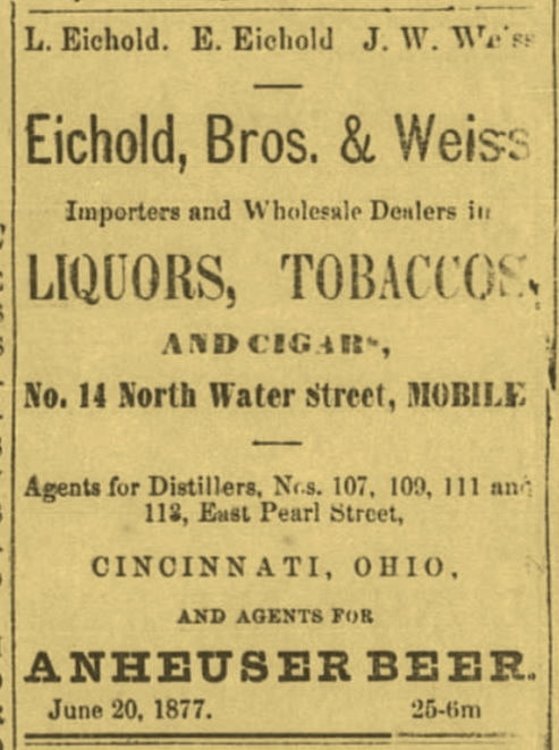 L. Eichold. E. Eichold J. W. Weiss
Eichold, Bros. & Weiss
Importers and Wholesale Dealers in
LIQUORS, TOBACCOS,
AND CIGARS,
No. 14 North Water Street, MOBILE
Agents for Distillers, Nos. 107, 109, 111 and
113, East Pearl Street,
CINCINNATI, OHIO,
AND AGENTS FOR
ANHEUSER BEER.
June 20, 1877. 25-6m